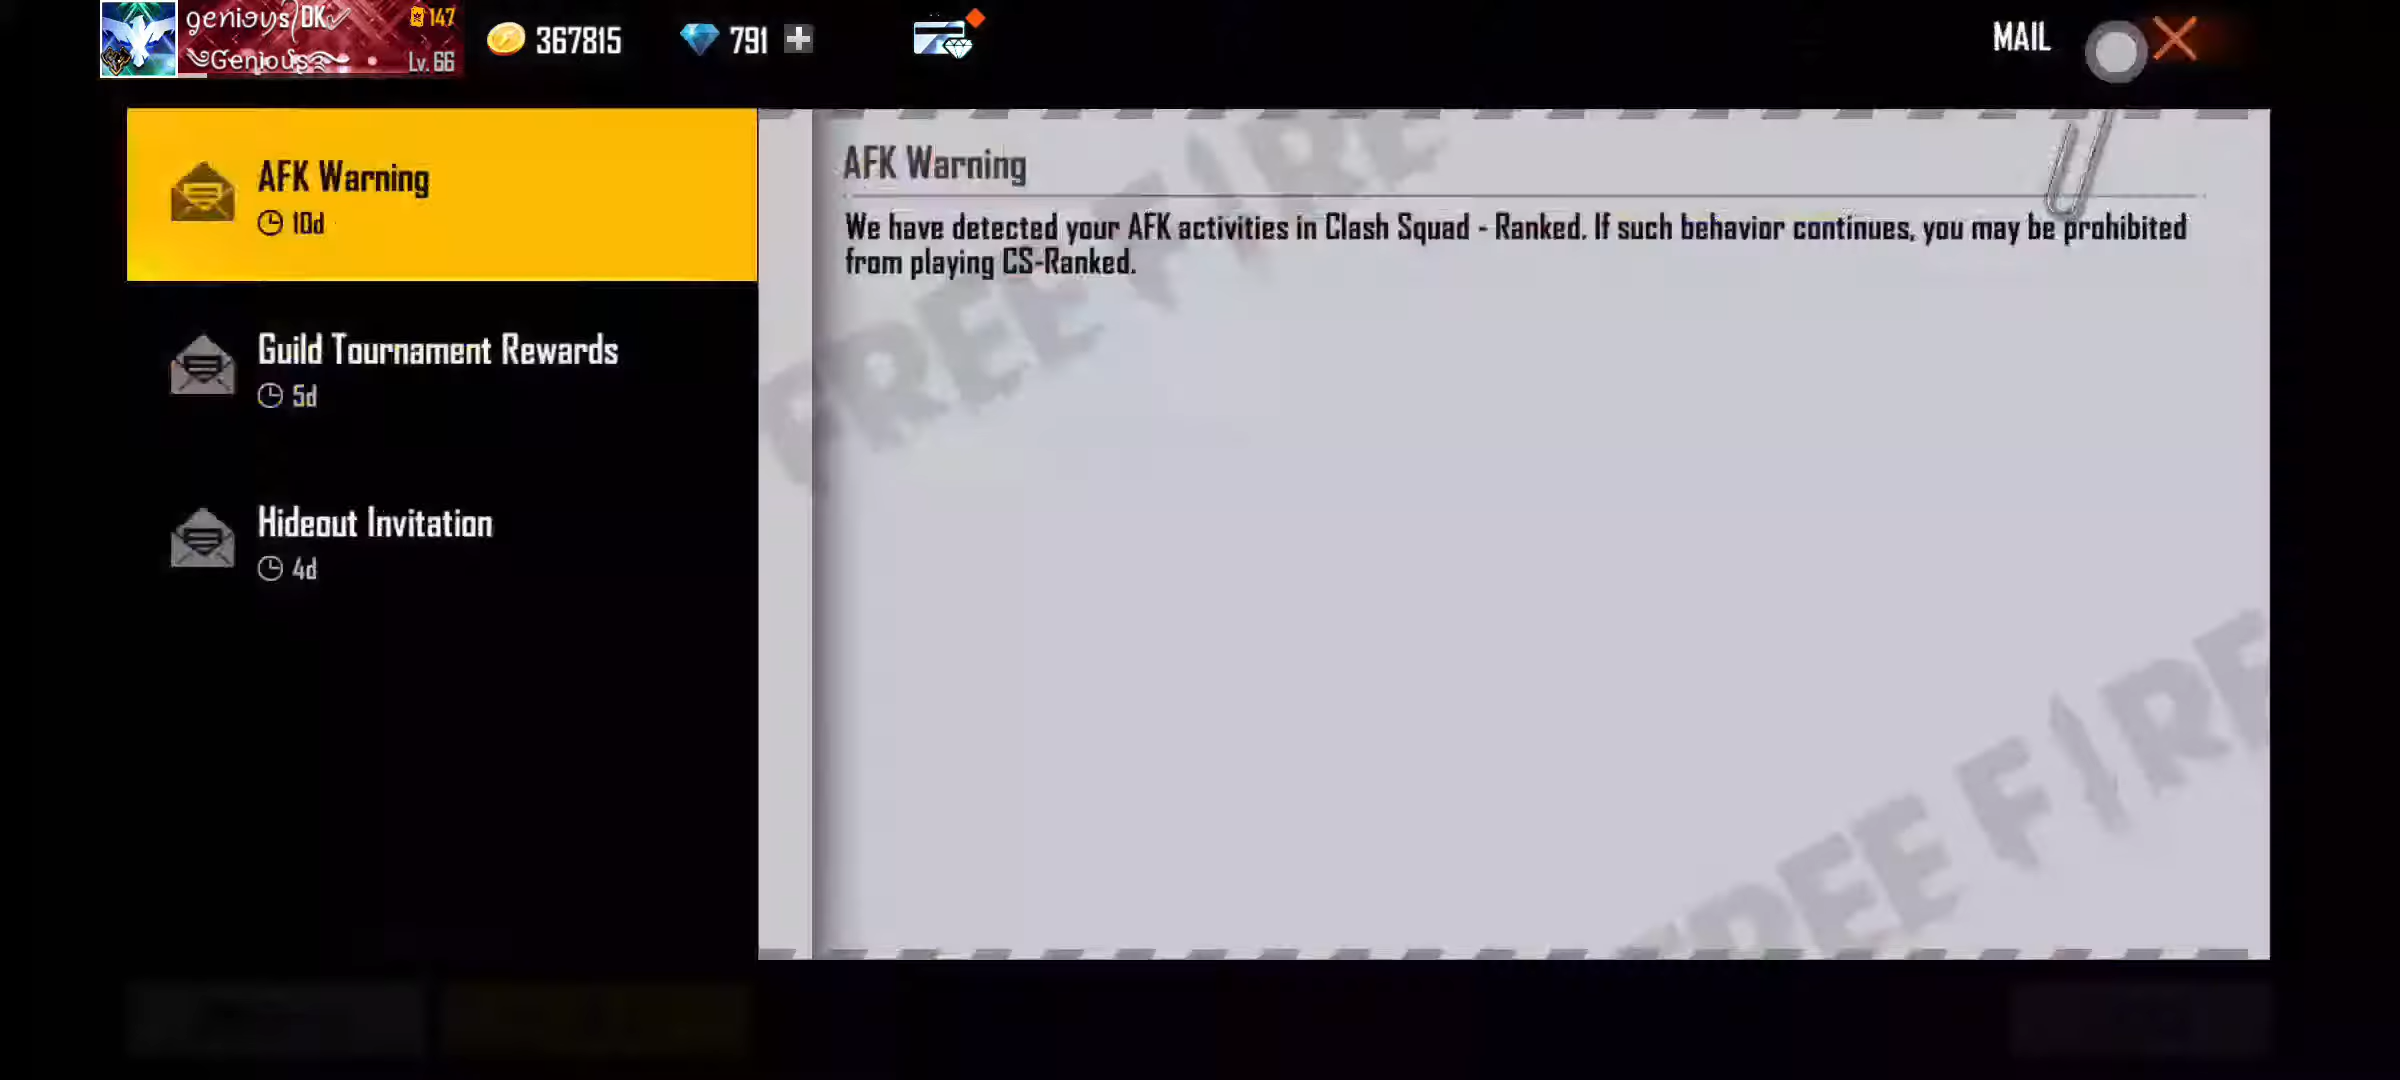 genious DK✓
147
༄Genious
Lv. 66
367815
791
MAIL
AFK Warning
10d
Guild Tournament Rewards
5d
Hideout Invitation
4d
AFK Warning
We have detected your AFK activities in Clash Squad - Ranked. If such behavior continues, you may be prohibited
from playing CS-Ranked.
FREE FIRE
FREE FIRE